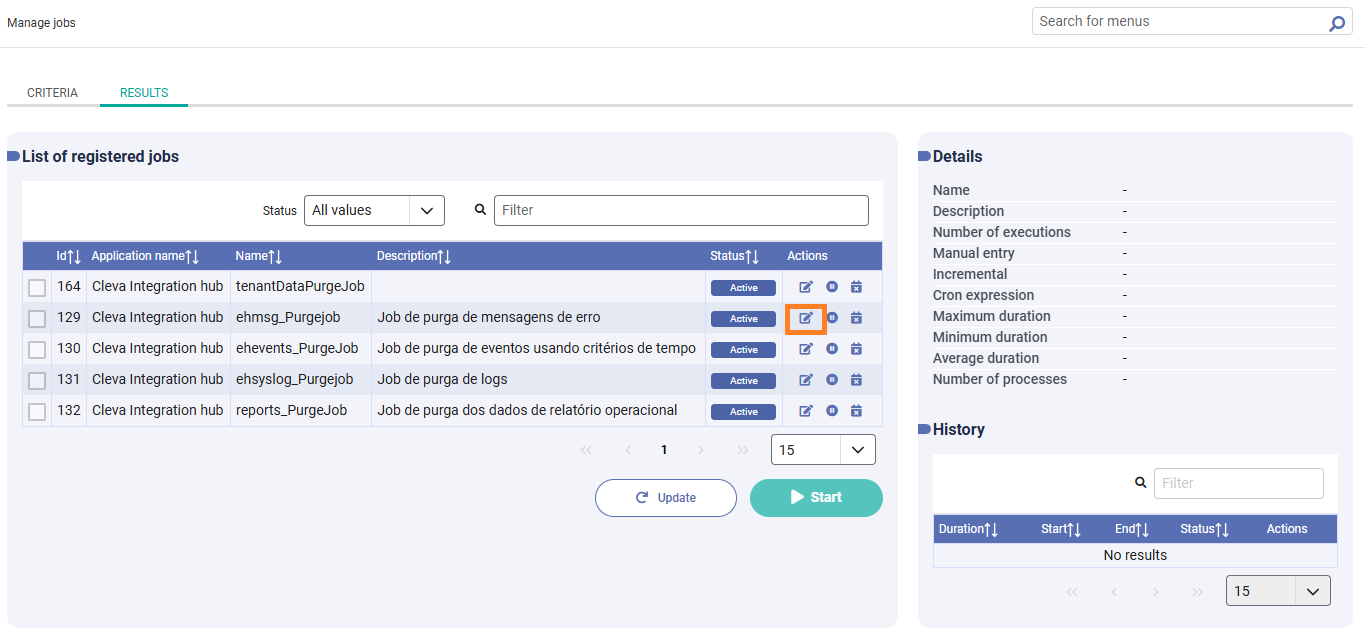 Manage jobs
Search for menus
CRITERIA RESULTS
List of registered jobs
Status All values Filter
Id Application name Name Description Status Actions
164 Cleva Integration hub tenantDataPurgeJob Active
129 Cleva Integration hub ehmsg_Purgejob Job de purga de mensagens de erro Active
130 Cleva Integration hub ehevents_PurgeJob Job de purga de eventos usando critérios de tempo Active
131 Cleva Integration hub ehsyslog_Purgejob Job de purga de logs Active
132 Cleva Integration hub reports_PurgeJob Job de purga dos dados de relatório operacional Active
« ‹ 1 › » 15
Update Start
Details
Name -
Description -
Number of executions -
Manual entry -
Incremental -
Cron expression -
Maximum duration -
Minimum duration -
Average duration -
Number of processes -
History
Filter
Duration Start End Status Actions
No results
« ‹ › » 15